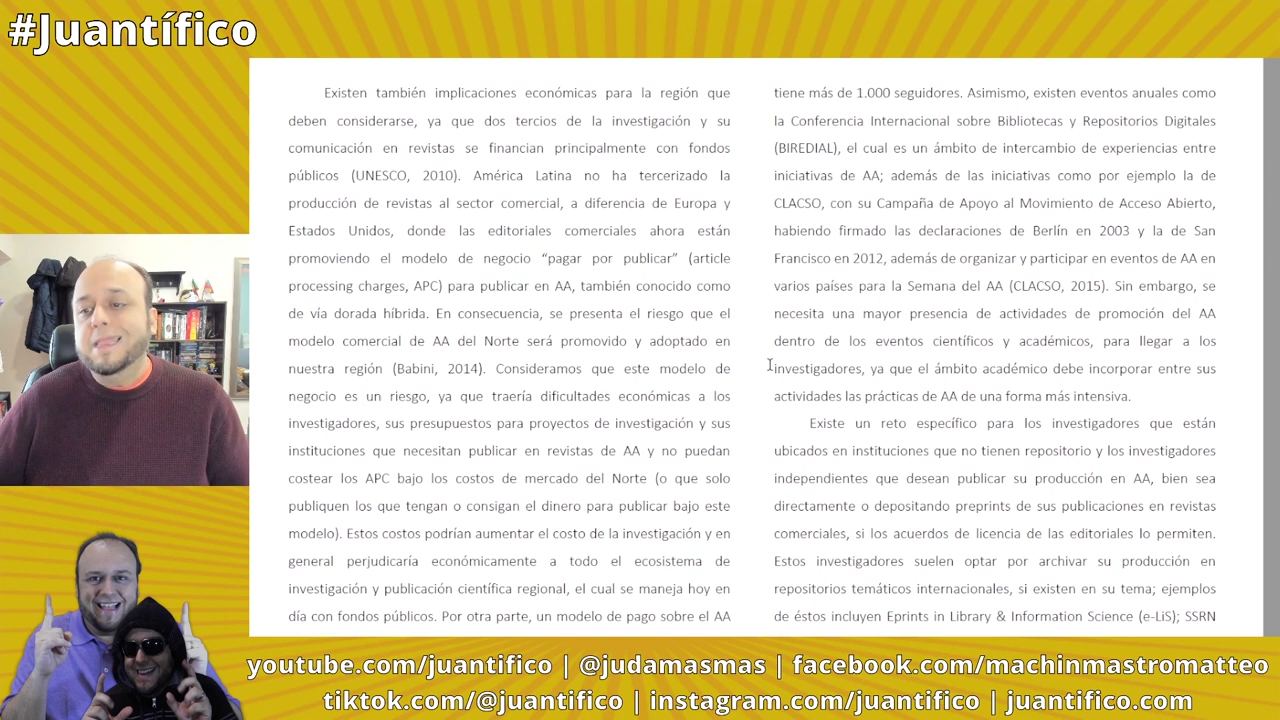 #Juantífico
Existen también implicaciones económicas para la región que
deben considerarse, ya que dos tercios de la investigación y su
comunicación en revistas se financian principalmente con fondos
públicos (UNESCO, 2010). América Latina no ha tercerizado la
producción de revistas al sector comercial, a diferencia de Europa y
Estados Unidos, donde las editoriales comerciales ahora están
promoviendo el modelo de negocio “pagar por publicar” (article
processing charges, APC) para publicar en AA, también conocido como
de vía dorada híbrida. En consecuencia, se presenta el riesgo que el
modelo comercial de AA del Norte será promovido y adoptado en
nuestra región (Babini, 2014). Consideramos que este modelo de
negocio es un riesgo, ya que traería dificultades económicas a los
investigadores, sus presupuestos para proyectos de investigación y sus
instituciones que necesitan publicar en revistas de AA y no puedan
costear los APC bajo los costos de mercado del Norte (o que solo
publiquen los que tengan o consigan el dinero para publicar bajo este
modelo). Estos costos podrían aumentar el costo de la investigación y en
general perjudicaría económicamente a todo el ecosistema de
investigación y publicación científica regional, el cual se maneja hoy en
día con fondos públicos. Por otra parte, un modelo de pago sobre el AA
tiene más de 1.000 seguidores. Asimismo, existen eventos anuales como
la Conferencia Internacional sobre Bibliotecas y Repositorios Digitales
(BIREDIAL), el cual es un ámbito de intercambio de experiencias entre
iniciativas de AA; además de las iniciativas como por ejemplo la de
CLACSO, con su Campaña de Apoyo al Movimiento de Acceso Abierto,
habiendo firmado las declaraciones de Berlín en 2003 y la de San
Francisco en 2012, además de organizar y participar en eventos de AA en
varios países para la Semana del AA (CLACSO, 2015). Sin embargo, se
necesita una mayor presencia de actividades de promoción del AA
dentro de los eventos científicos y académicos, para llegar a los
investigadores, ya que el ámbito académico debe incorporar entre sus
actividades las prácticas de AA de una forma más intensiva.
Existe un reto específico para los investigadores que están
ubicados en instituciones que no tienen repositorio y los investigadores
independientes que desean publicar su producción en AA, bien sea
directamente o depositando preprints de sus publicaciones en revistas
comerciales, si los acuerdos de licencia de las editoriales lo permiten.
Estos investigadores suelen optar por archivar su producción en
repositorios temáticos internacionales, si existen en su tema; ejemplos
de éstos incluyen Eprints in Library & Information Science (e-LiS); SSRN
youtube.com/juantifico | @judamasmas | facebook.com/machinmastromatteo
tiktok.com/@juantifico | instagram.com/juantifico | juantifico.com